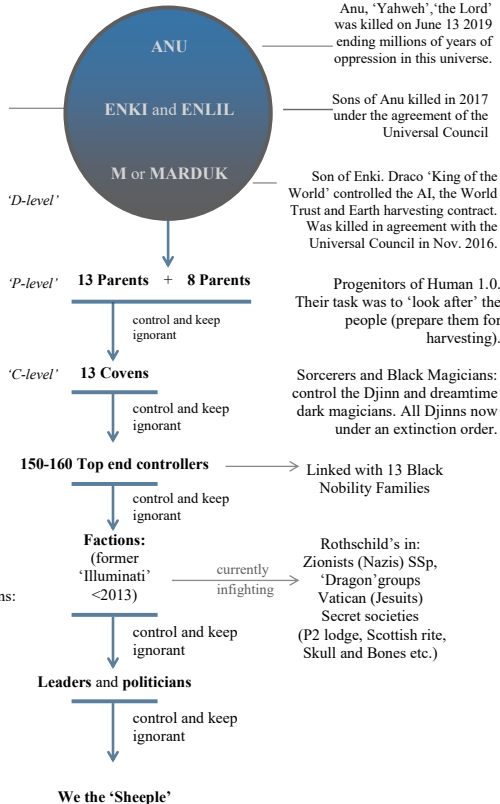 ANU
Anu, ‘Yahweh’,‘the Lord’
was killed on June 13 2019
ending millions of years of
oppression in this universe.
ENKI and ENLIL
Sons of Anu killed in 2017
under the agreement of the
Universal Council
M or MARDUK
Son of Enki. Draco ‘King of the
World’ controlled the AI, the World
Trust and Earth harvesting contract.
Was killed in agreement with the
Universal Council in Nov. 2016.
‘D-level’
‘P-level’ 13 Parents + 8 Parents
Progenitors of Human 1.0.
Their task was to ‘look after’ the
people (prepare them for
harvesting).
control and keep
ignorant
‘C-level’ 13 Covens
Sorcerers and Black Magicians:
control the Djinn and dreamtime
dark magicians. All Djinns now
under an extinction order.
control and keep
ignorant
150-160 Top end controllers
Linked with 13 Black
Nobility Families
control and keep
ignorant
Factions:
(former
‘Illuminati’
<2013)
currently
infighting
Rothschild’s in:
Zionists (Nazis) SSp,
‘Dragon’groups
Vatican (Jesuits)
Secret societies
(P2 lodge, Scottish rite,
Skull and Bones etc.)
ns:
control and keep
ignorant
Leaders and politicians
control and keep
ignorant
We the ‘Sheeple’